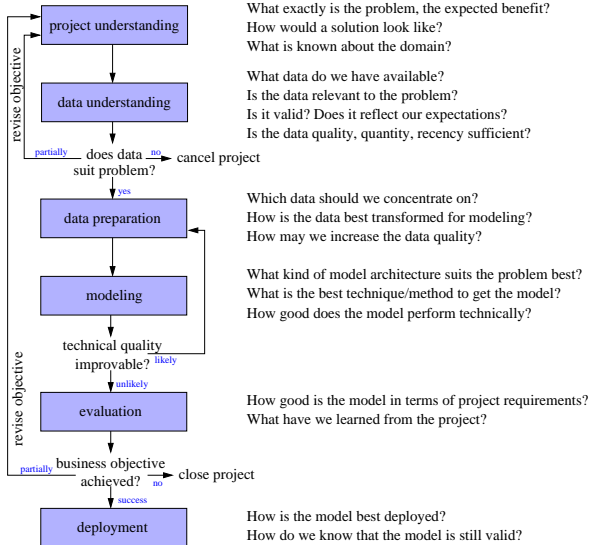 What exactly is the problem, the expected benefit?
project understanding
How would a solution look like?
What is known about the domain?
revise objective
What data do we have available?
data understanding
Is the data relevant to the problem?
Is it valid? Does it reflect our expectations?
Is the data quality, quantity, recency sufficient?
partially
does data
suit problem?
no
cancel project
yes
Which data should we concentrate on?
data preparation
How is the data best transformed for modeling?
How may we increase the data quality?
What kind of model architecture suits the problem best?
modeling
What is the best technique/method to get the model?
How good does the model perform technically?
technical quality
improvable?
likely
unlikely
revise objective
How good is the model in terms of project requirements?
evaluation
What have we learned from the project?
partially
business objective
achieved?
no
close project
success
How is the model best deployed?
deployment
How do we know that the model is still valid?